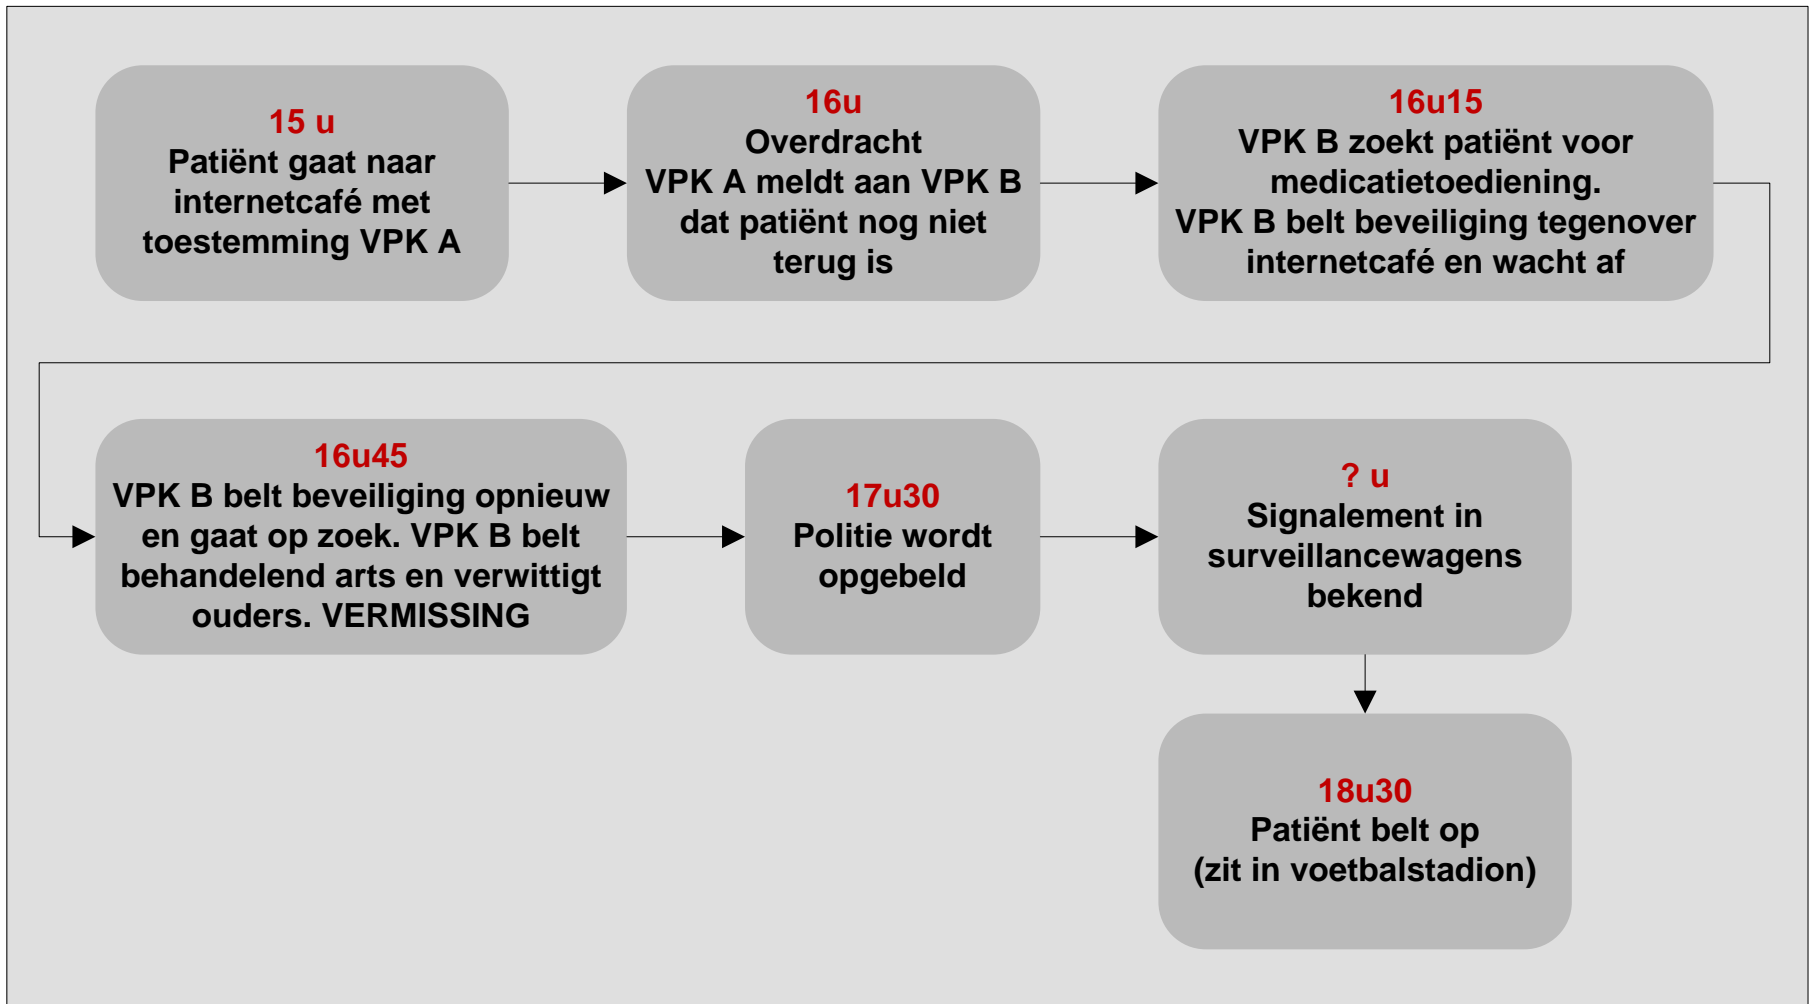 15 u
Patiënt gaat naar
internetcafé met
toestemming VPK A
16u
Overdracht
VPK A meldt aan VPK B
dat patiënt nog niet
terug is
16u15
VPK B zoekt patiënt voor
medicatietoediening.
VPK B belt beveiliging tegenover
internetcafé en wacht af
16u45
VPK B belt beveiliging opnieuw
en gaat op zoek. VPK B belt
behandelend arts en verwittigt
ouders. VERMISSING
17u30
Politie wordt
opgebeld
? u
Signalement in
surveillancewagens
bekend
18u30
Patiënt belt op
(zit in voetbalstadion)